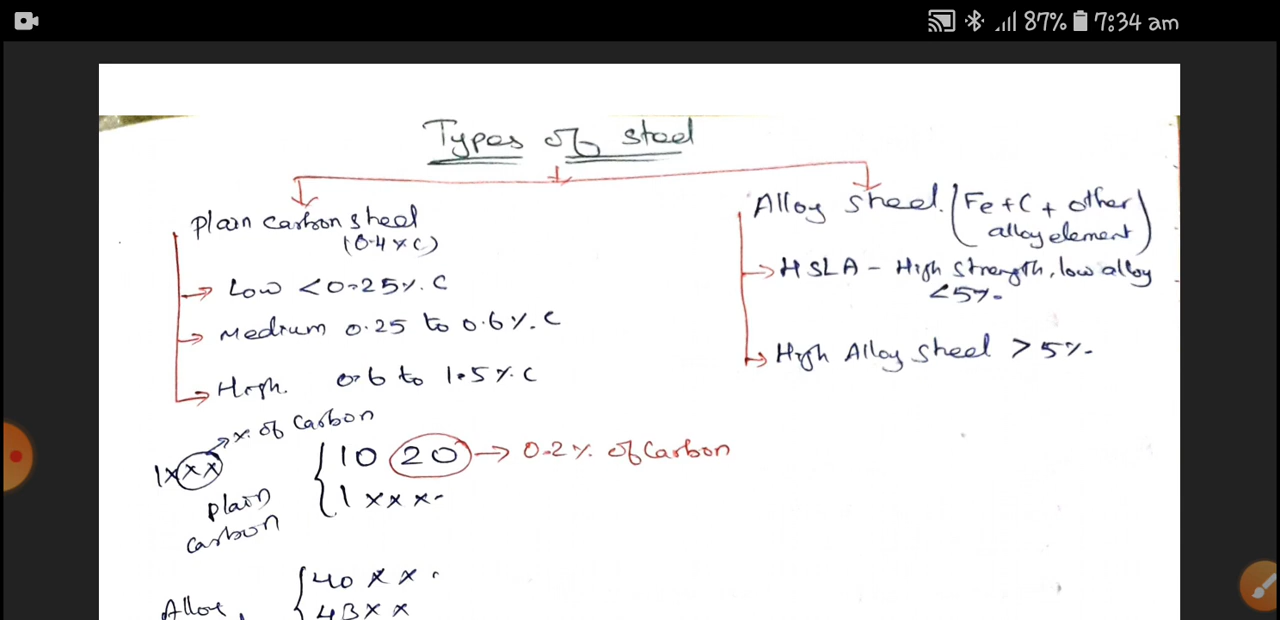 87% 7:34 am
Types of steel
Plain carbon steel
(0.4 % C)
Low <0.25%. C
Medium 0.25 to 0.6%. C
High. 0.6 to 1.5%. C
Alloy steel. (Fe+C + other
alloy element)
HSLA - High Strength, low alloy
<5%.
High Alloy steel > 5%.
%. of Carbon
1xxx
plain
carbon
10 20 → 0.2% of Carbon
1 x x x.
Alloy
40 x x.
43 x x